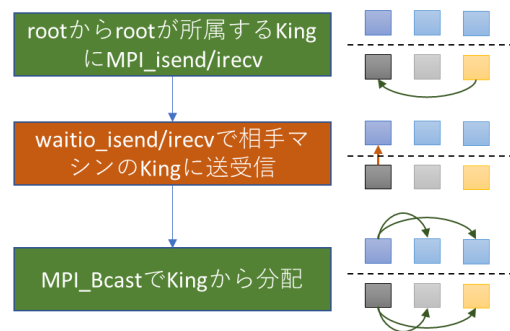 rootからrootが所属するKing
にMPI_isend/irecv
waitio_isend/irecvで相手マ
シンのKingに送受信
MPI_BcastでKingから分配